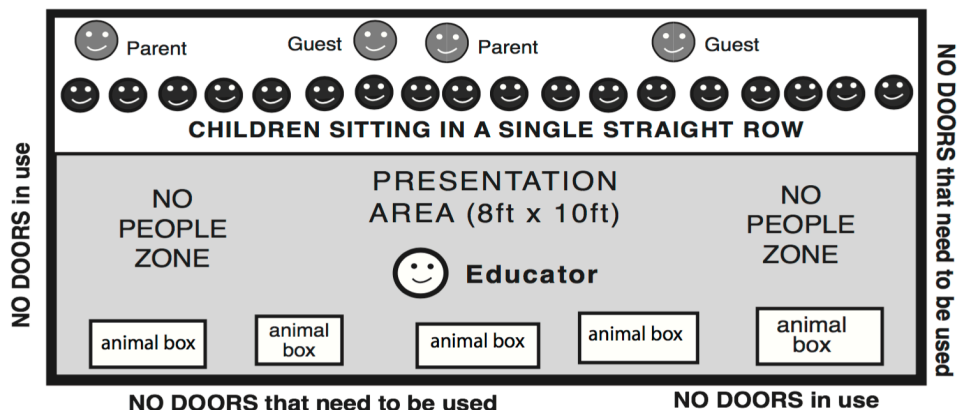 Parent
Guest
Parent
Guest
CHILDREN SITTING IN A SINGLE STRAIGHT ROW
NO DOORS in use
NO DOORS that need to be used
NO
PEOPLE
ZONE
PRESENTATION
AREA (8ft x 10ft)
NO
PEOPLE
ZONE
Educator
animal box
animal
box
animal box
animal box
animal
box
NO DOORS that need to be used
NO DOORS in use